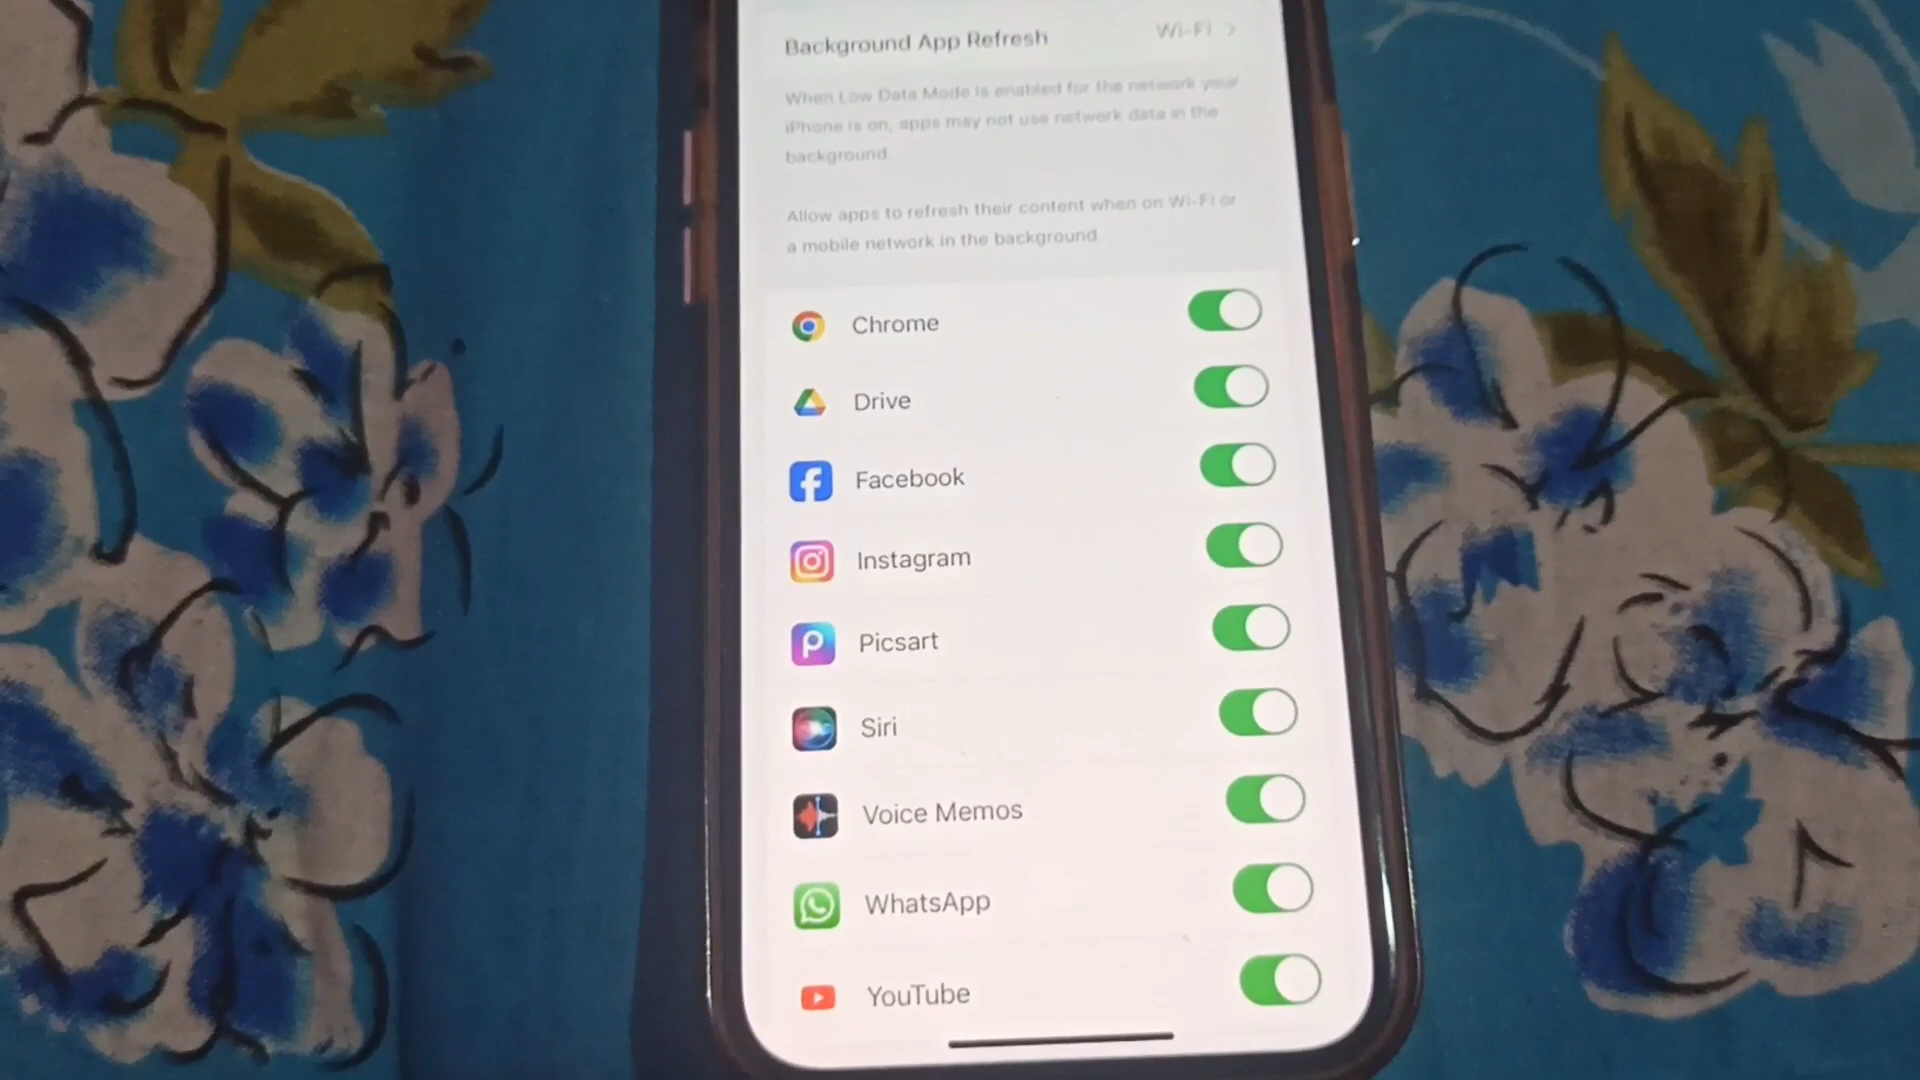 Background App Refresh Wi-Fi
When Low Data Mode is enabled for the network your
iPhone is on, apps may not use network data in the
background.
Allow apps to refresh their content when on Wi-Fi or
a mobile network in the background.
Chrome
Drive
Facebook
Instagram
Picsart
Siri
Voice Memos
WhatsApp
YouTube